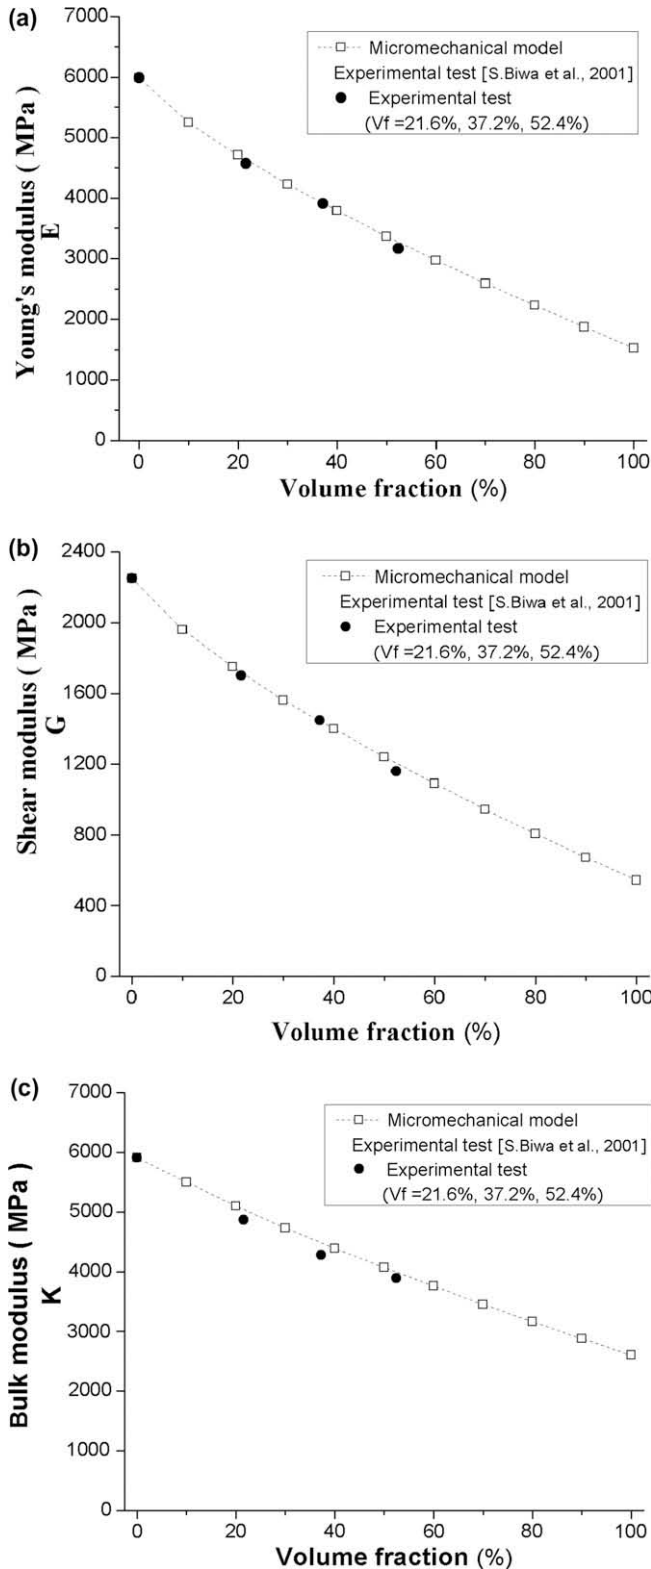 (a)
7000
6000
5000
4000
3000
2000
1000
0
Young's modulus ( MPa )
E
Micromechanical model
Experimental test [S.Biwa et al., 2001]
Experimental test
(Vf =21.6%, 37.2%, 52.4%)
0 20 40 60 80 100
Volume fraction (%)
(b)
2400
2000
1600
1200
800
400
0
Shear modulus ( MPa )
G
Micromechanical model
Experimental test [S.Biwa et al., 2001]
Experimental test
(Vf =21.6%, 37.2%, 52.4%)
0 20 40 60 80 100
Volume fraction (%)
(c)
7000
6000
5000
4000
3000
2000
1000
0
Bulk modulus ( MPa )
K
Micromechanical model
Experimental test [S.Biwa et al., 2001]
Experimental test
(Vf =21.6%, 37.2%, 52.4%)
0 20 40 60 80 100
Volume fraction (%)